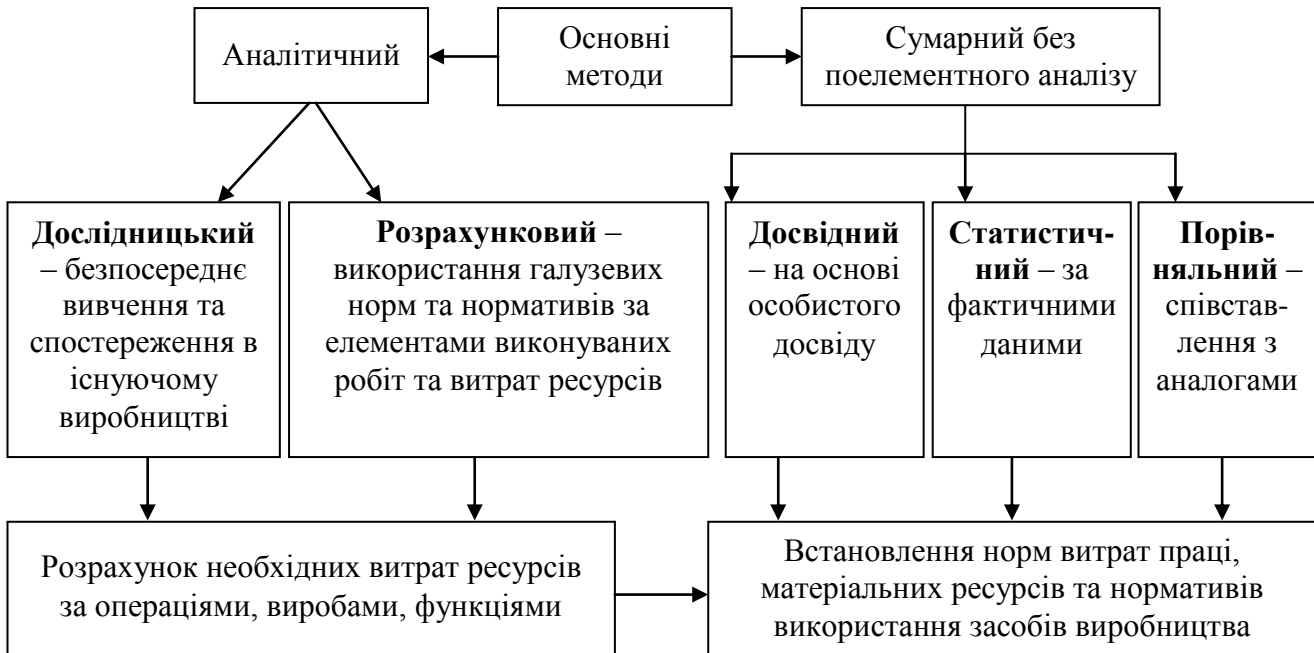 Аналітичний
Основні
методи
Сумарний без
поелементного аналізу
Дослідницький
– безпосереднє
вивчення та
спостереження в
існуючому
виробництві
Розрахунковий –
використання галузевих
норм та нормативів за
елементами виконуваних
робіт та витрат ресурсів
Досвідний
– на основі
особистого
досвіду
Статистич-
ний – за
фактичними
даними
Порів-
няльний –
співстав-
лення з
аналогами
Розрахунок необхідних витрат ресурсів
за операціями, виробами, функціями
Встановлення норм витрат праці,
матеріальних ресурсів та нормативів
використання засобів виробництва